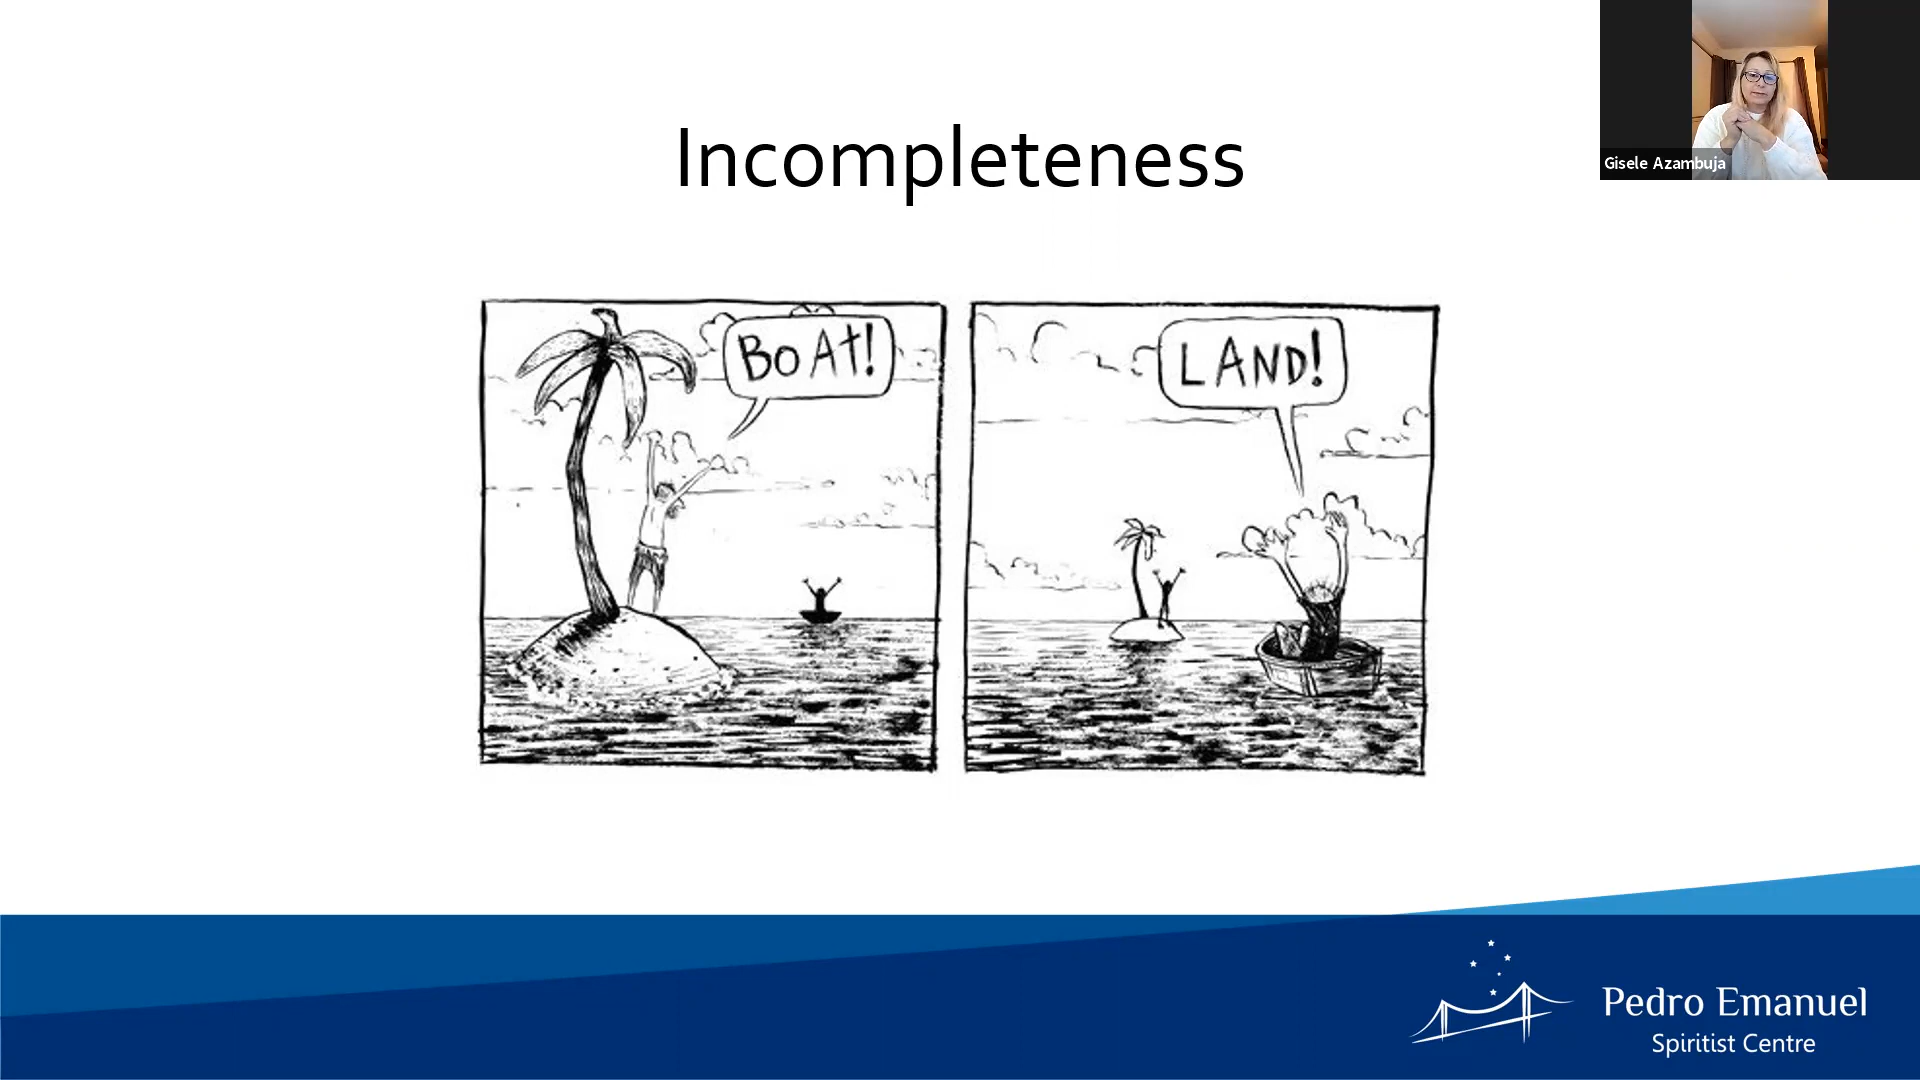 Incompleteness
Gisele Azambuja
BOAt!
LAND!
Pedro Emanuel
Spiritist Centre